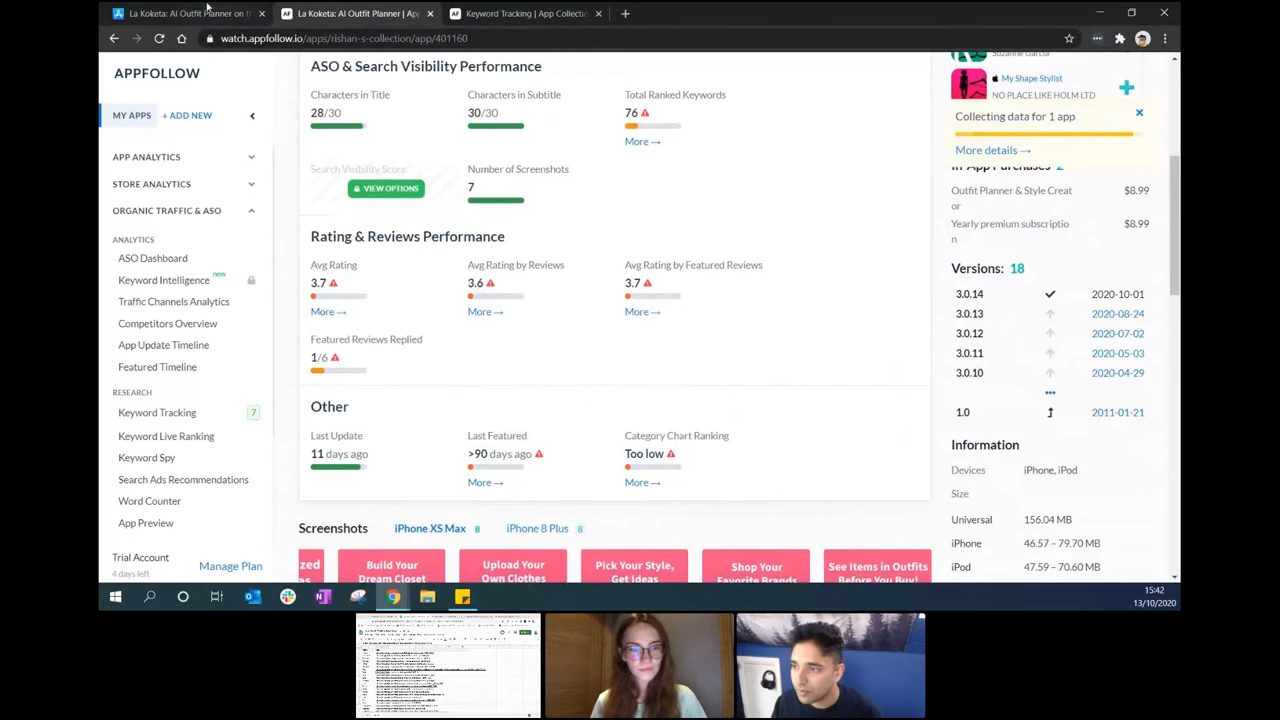 La Koketa: AI Outfit Planner on t
La Koketa: AI Outfit Planner | Ap
Keyword Tracking | App Collectio
watch.appfollow.io/apps/rishan-s-collection/app/401160
APPFOLLOW
MY APPS
+ ADD NEW
APP ANALYTICS
STORE ANALYTICS
ORGANIC TRAFFIC & ASO
ANALYTICS
ASO Dashboard
Keyword Intelligence new
Traffic Channels Analytics
Competitors Overview
App Update Timeline
Featured Timeline
RESEARCH
Keyword Tracking 7
Keyword Live Ranking
Keyword Spy
Search Ads Recommendations
Word Counter
App Preview
Trial Account
4 days left
Manage Plan
ASO & Search Visibility Performance
Characters in Title
28/30
Characters in Subtitle
30/30
Total Ranked Keywords
76
More →
Search Visibility Score
VIEW OPTIONS
Number of Screenshots
7
Rating & Reviews Performance
Avg Rating
3.7
More →
Avg Rating by Reviews
3.6
More →
Avg Rating by Featured Reviews
3.7
More →
Featured Reviews Replied
1/6
Other
Last Update
11 days ago
Last Featured
>90 days ago
More →
Category Chart Ranking
Too low
More →
Screenshots
iPhone XS Max 8
iPhone 8 Plus 8
zed
Build Your
Dream Closet
Upload Your
Own Clothes
Pick Your Style,
Get Ideas
Shop Your
Favorite Brands
See Items in Outfits
Before You Buy!
Suzanne Garcia
My Shape Stylist
NO PLACE LIKE HOLM LTD
Collecting data for 1 app
More details →
In-App Purchases 2
Outfit Planner & Style Creat
or
$8.99
Yearly premium subscriptio
n
$8.99
Versions: 18
3.0.14 2020-10-01
3.0.13 2020-08-24
3.0.12 2020-07-02
3.0.11 2020-05-03
3.0.10 2020-04-29
1.0 2011-01-21
Information
Devices iPhone, iPod
Size
Universal 156.04 MB
iPhone 46.57 – 79.70 MB
iPod 47.59 – 70.60 MB
15:42
13/10/2020